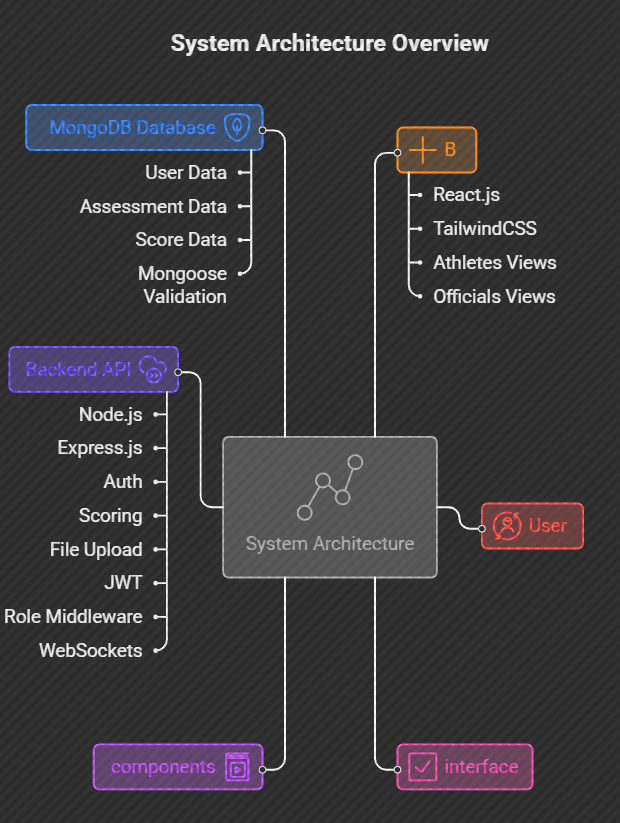 System Architecture Overview
MongoDB Database
User Data
Assessment Data
Score Data
Mongoose
Validation
B
React.js
TailwindCSS
Athletes Views
Officials Views
Backend API
Node.js
Express.js
Auth
Scoring
File Upload
JWT
Role Middleware
WebSockets
System Architecture
User
components
interface